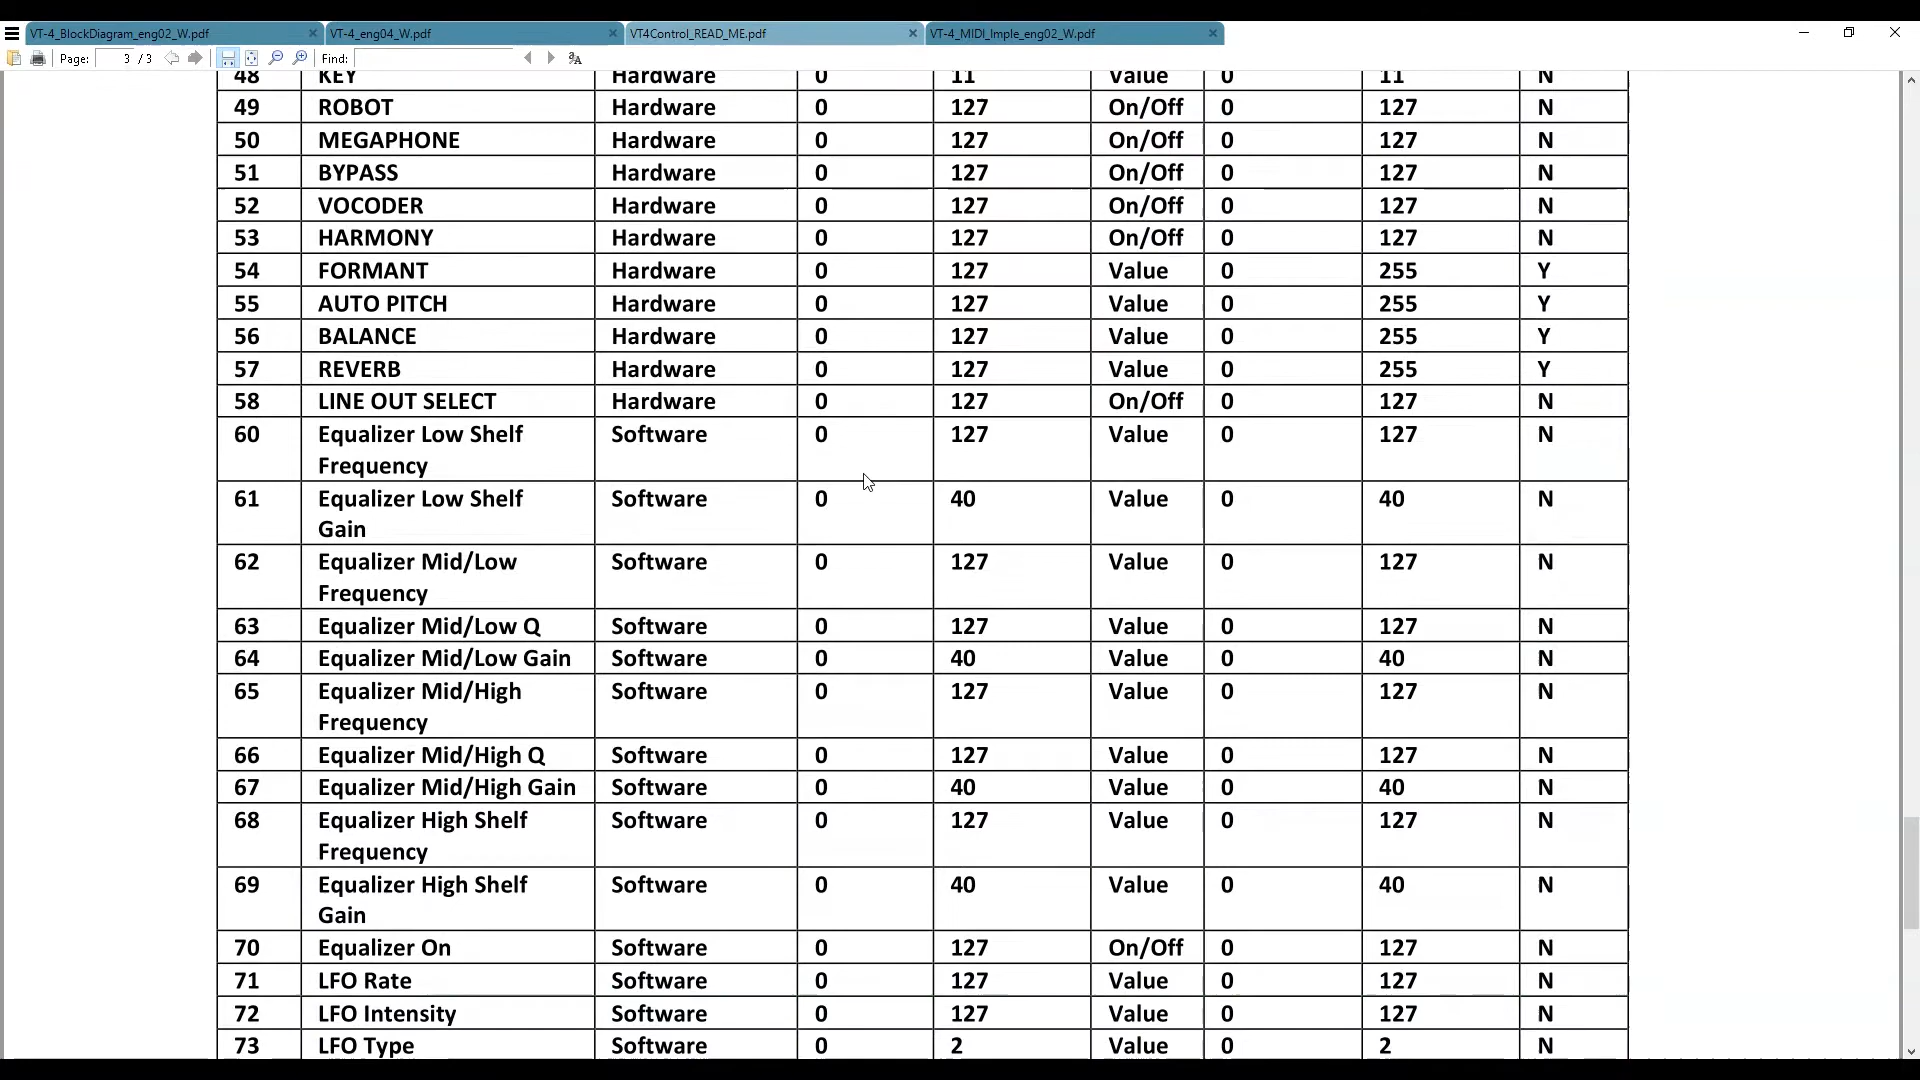 VT-4_BlockDiagram_eng02_W.pdf × VT-4_eng04_W.pdf × VT4Control_READ_ME.pdf × VT-4_MIDI_Imple_eng02_W.pdf ×
Page: 3 / 3 Find:
48 KEY Hardware 0 11 Value 0 11 N
49 ROBOT Hardware 0 127 On/Off 0 127 N
50 MEGAPHONE Hardware 0 127 On/Off 0 127 N
51 BYPASS Hardware 0 127 On/Off 0 127 N
52 VOCODER Hardware 0 127 On/Off 0 127 N
53 HARMONY Hardware 0 127 On/Off 0 127 N
54 FORMANT Hardware 0 127 Value 0 255 Y
55 AUTO PITCH Hardware 0 127 Value 0 255 Y
56 BALANCE Hardware 0 127 Value 0 255 Y
57 REVERB Hardware 0 127 Value 0 255 Y
58 LINE OUT SELECT Hardware 0 127 On/Off 0 127 N
60 Equalizer Low Shelf Software 0 127 Value 0 127 N
Frequency
61 Equalizer Low Shelf Software 0 40 Value 0 40 N
Gain
62 Equalizer Mid/Low Software 0 127 Value 0 127 N
Frequency
63 Equalizer Mid/Low Q Software 0 127 Value 0 127 N
64 Equalizer Mid/Low Gain Software 0 40 Value 0 40 N
65 Equalizer Mid/High Software 0 127 Value 0 127 N
Frequency
66 Equalizer Mid/High Q Software 0 127 Value 0 127 N
67 Equalizer Mid/High Gain Software 0 40 Value 0 40 N
68 Equalizer High Shelf Software 0 127 Value 0 127 N
Frequency
69 Equalizer High Shelf Software 0 40 Value 0 40 N
Gain
70 Equalizer On Software 0 127 On/Off 0 127 N
71 LFO Rate Software 0 127 Value 0 127 N
72 LFO Intensity Software 0 127 Value 0 127 N
73 LFO Type Software 0 2 Value 0 2 N